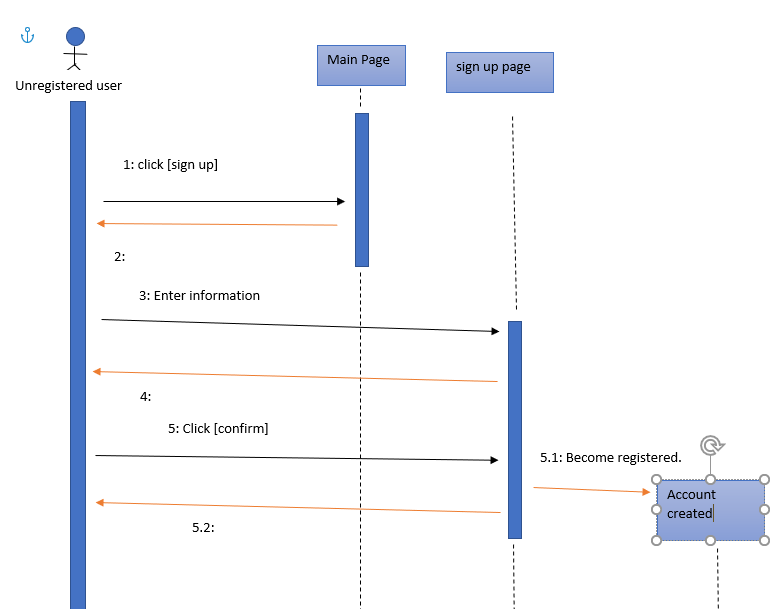 Unregistered user
Main Page
sign up page
1: click [sign up]
2:
3: Enter information
4:
5: Click [confirm]
5.1: Become registered.
Account
created
5.2: